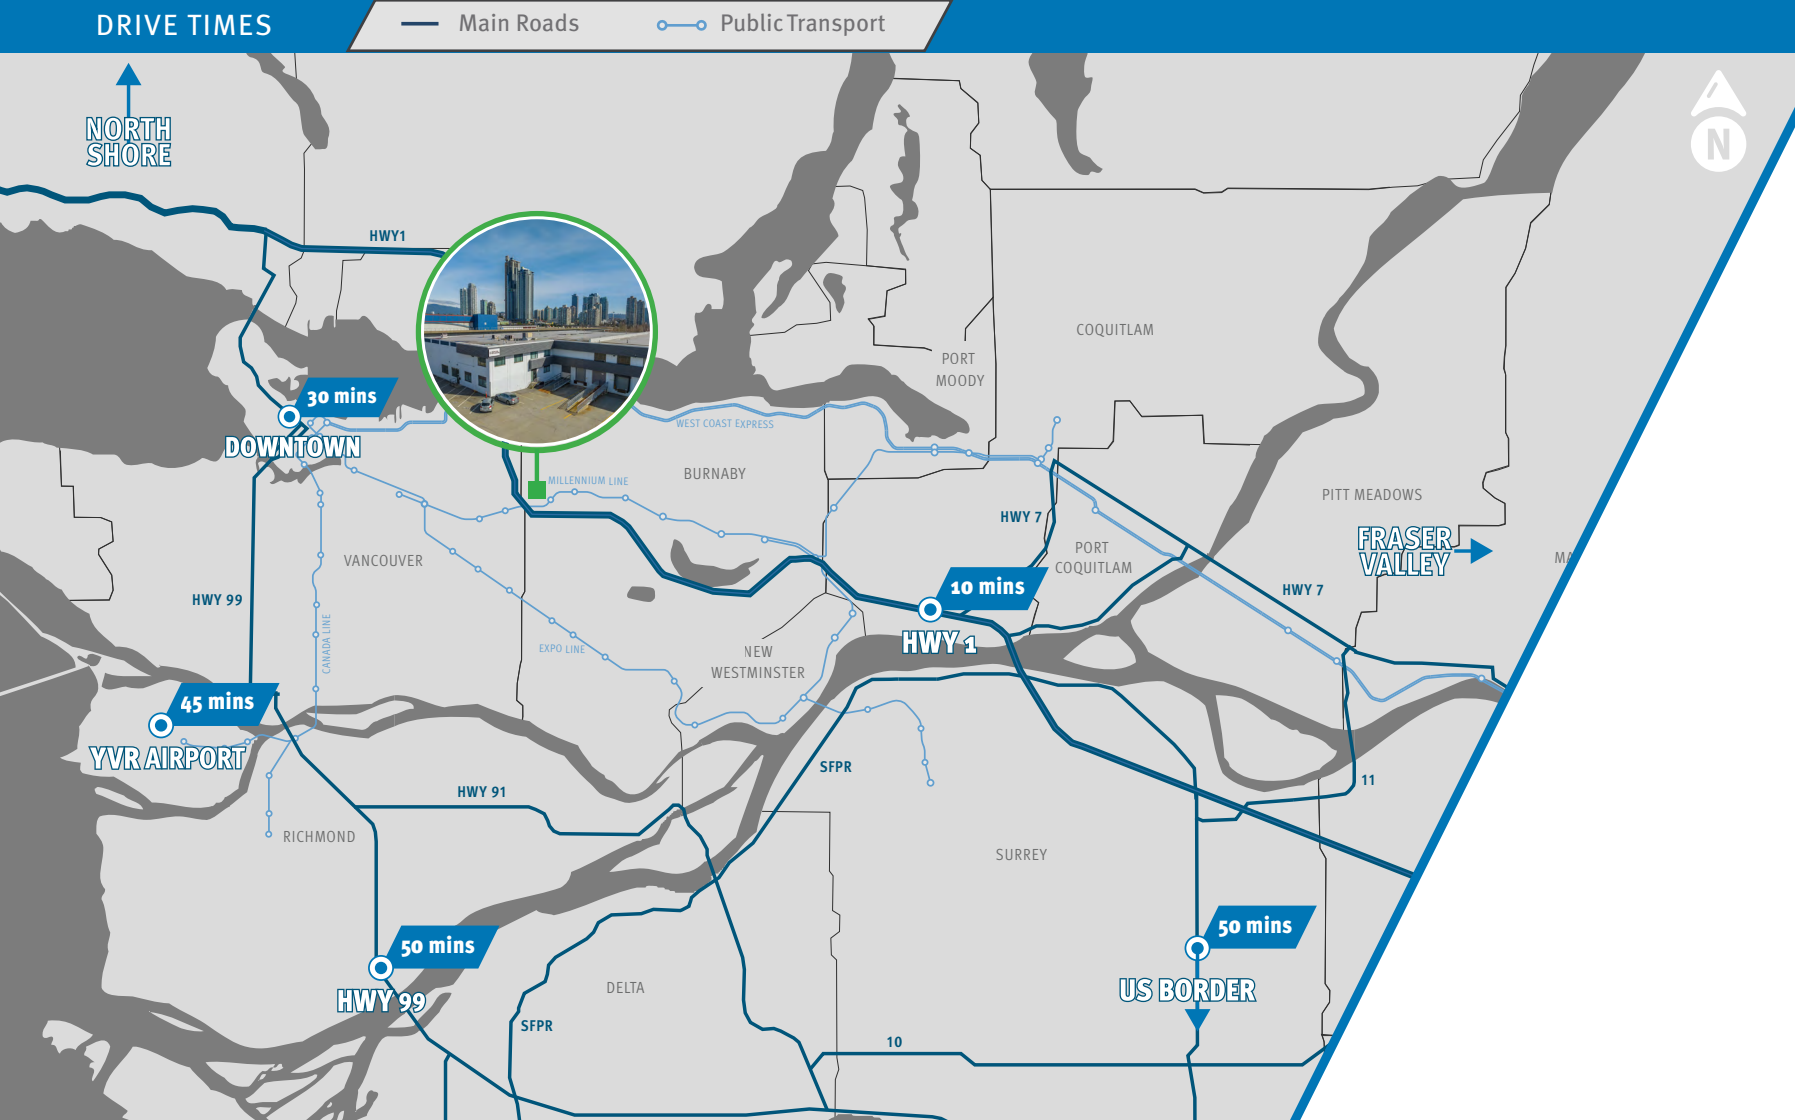 DRIVE TIMES
Main Roads
Public Transport
NORTH
SHORE
N
HWY1
COQUITLAM
PORT
MOODY
30 mins
DOWNTOWN
WEST COAST EXPRESS
BURNABY
MILLENNIUM LINE
PITT MEADOWS
HWY 7
FRASER
VALLEY
VANCOUVER
PORT
COQUITLAM
MA
HWY 99
10 mins
HWY 7
CANADA LINE
EXPO LINE
HWY 1
NEW
WESTMINSTER
45 mins
YVR AIRPORT
SFPR
HWY 91
11
RICHMOND
SURREY
50 mins
HWY 99
50 mins
US BORDER
DELTA
SFPR
10